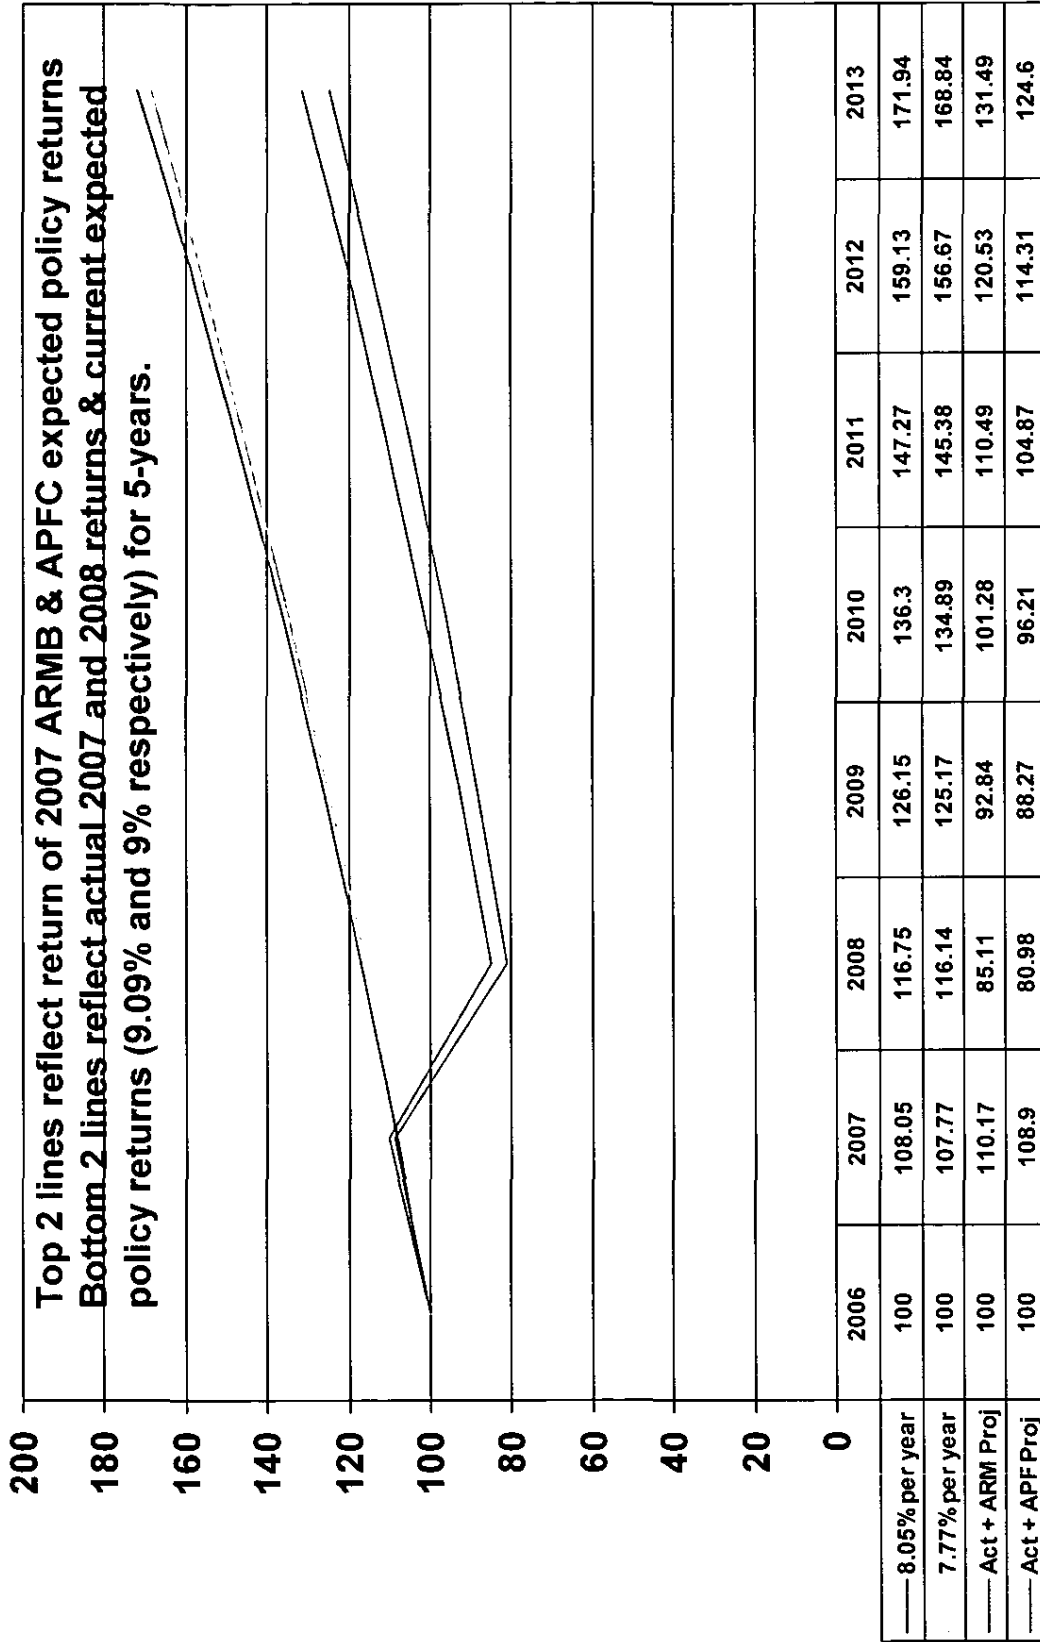 Top 2 lines reflect return of 2007 ARMB & APFC expected policy returns
Bottom 2 lines reflect actual 2007 and 2008 returns & current expected
policy returns (9.09% and 9% respectively) for 5-years.
200
180
160
140
120
100
80
60
40
20
0
2006 2007 2008 2009 2010 2011 2012 2013
8.05% per year 100 108.05 116.75 126.15 136.3 147.27 159.13 171.94
7.77% per year 100 107.77 116.14 125.17 134.89 145.38 156.67 168.84
Act + ARM Proj 100 110.17 85.11 92.84 101.28 110.49 120.53 131.49
Act + APF Proj 100 108.9 80.98 88.27 96.21 104.87 114.31 124.6